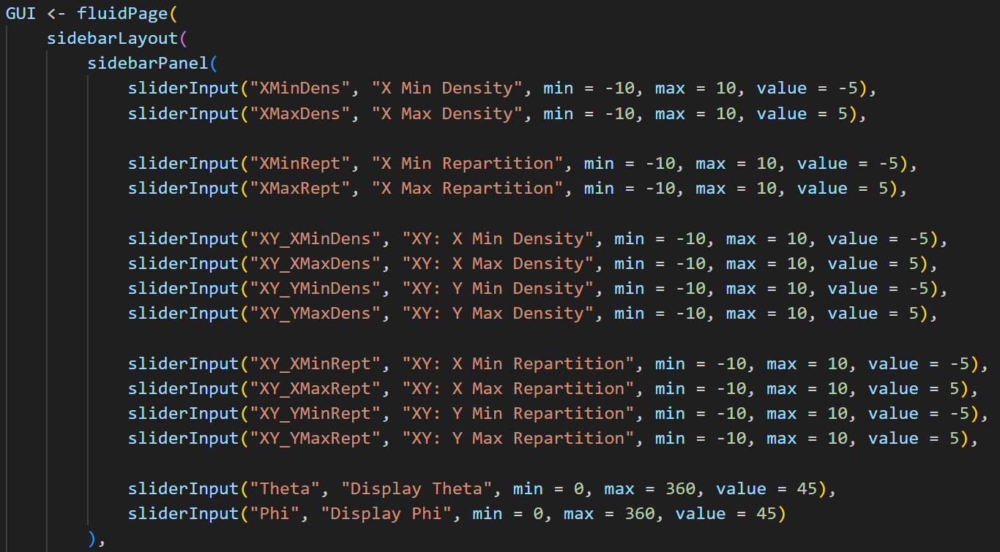 GUI <- fluidPage(
    sidebarLayout(
        sidebarPanel(
            sliderInput("XMinDens", "X Min Density", min = -10, max = 10, value = -5),
            sliderInput("XMaxDens", "X Max Density", min = -10, max = 10, value = 5),

            sliderInput("XMinRept", "X Min Repartition", min = -10, max = 10, value = -5),
            sliderInput("XMaxRept", "X Max Repartition", min = -10, max = 10, value = 5),

            sliderInput("XY_XMinDens", "XY: X Min Density", min = -10, max = 10, value = -5),
            sliderInput("XY_XMaxDens", "XY: X Max Density", min = -10, max = 10, value = 5),
            sliderInput("XY_YMinDens", "XY: Y Min Density", min = -10, max = 10, value = -5),
            sliderInput("XY_YMaxDens", "XY: Y Max Density", min = -10, max = 10, value = 5),

            sliderInput("XY_XMinRept", "XY: X Min Repartition", min = -10, max = 10, value = -5),
            sliderInput("XY_XMaxRept", "XY: X Max Repartition", min = -10, max = 10, value = 5),
            sliderInput("XY_YMinRept", "XY: Y Min Repartition", min = -10, max = 10, value = -5),
            sliderInput("XY_YMaxRept", "XY: Y Max Repartition", min = -10, max = 10, value = 5),

            sliderInput("Theta", "Display Theta", min = 0, max = 360, value = 45),
            sliderInput("Phi", "Display Phi", min = 0, max = 360, value = 45)
        ),